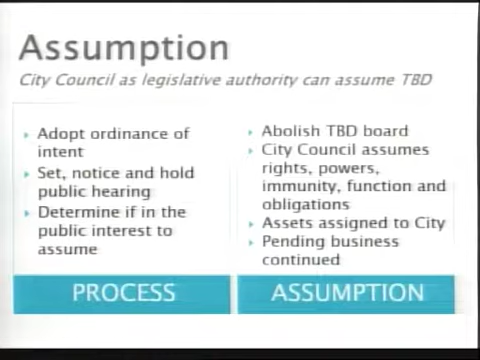 Assumption
City Council as legislative authority can assume TBD
Adopt ordinance of
intent
Set, notice and hold
public hearing
Determine if in the
public interest to
assume
PROCESS
Abolish TBD board
City Council assumes
rights, powers,
immunity, function and
obligations
Assets assigned to City
Pending business
continued
ASSUMPTION